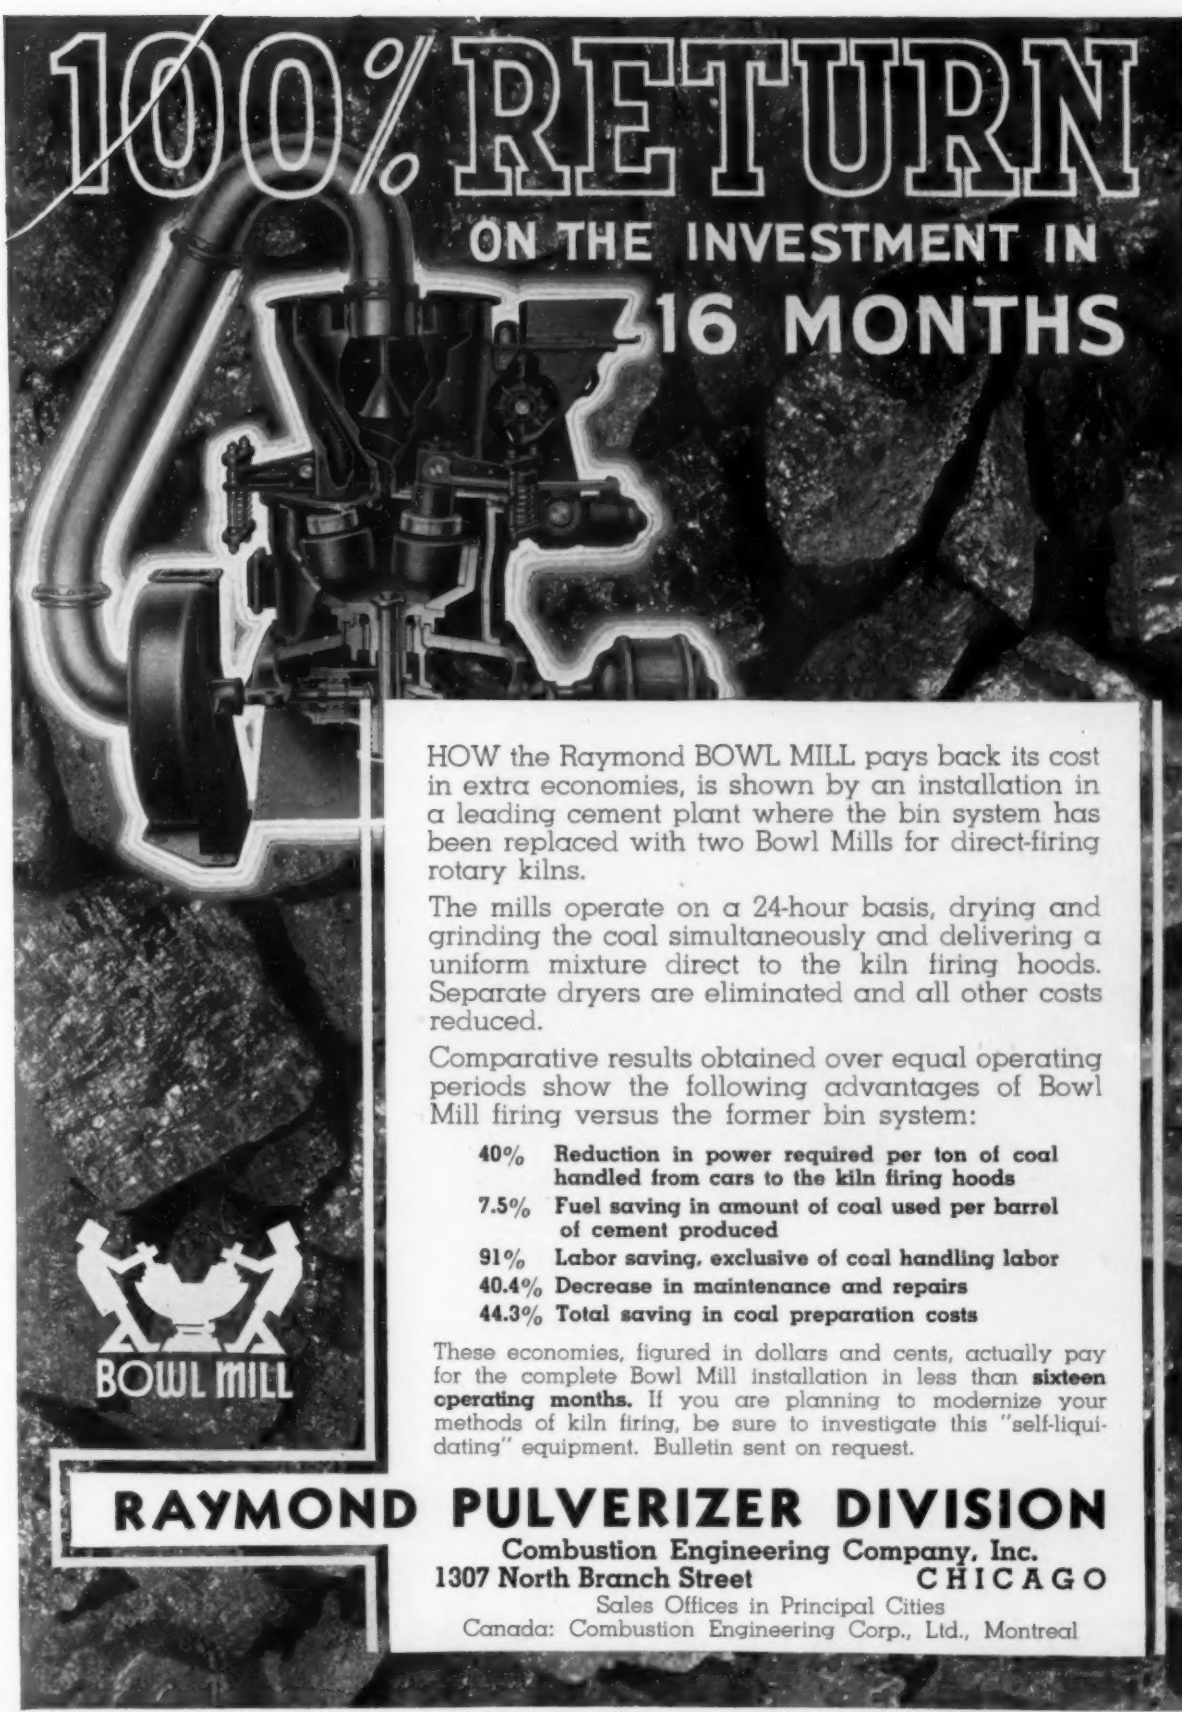 100% RETURN
ON THE INVESTMENT IN
16 MONTHS
HOW the Raymond BOWL MILL pays back its cost
in extra economies, is shown by an installation in
a leading cement plant where the bin system has
been replaced with two Bowl Mills for direct-firing
rotary kilns.
The mills operate on a 24-hour basis, drying and
grinding the coal simultaneously and delivering a
uniform mixture direct to the kiln firing hoods.
Separate dryers are eliminated and all other costs
reduced.
Comparative results obtained over equal operating
periods show the following advantages of Bowl
Mill firing versus the former bin system:
40% Reduction in power required per ton of coal
handled from cars to the kiln firing hoods
7.5% Fuel saving in amount of coal used per barrel
of cement produced
91% Labor saving, exclusive of coal handling labor
40.4% Decrease in maintenance and repairs
44.3% Total saving in coal preparation costs
These economies, figured in dollars and cents, actually pay
for the complete Bowl Mill installation in less than sixteen
operating months. If you are planning to modernize your
methods of kiln firing, be sure to investigate this "self-liqui-
dating" equipment. Bulletin sent on request.
BOWL MILL
RAYMOND PULVERIZER DIVISION
Combustion Engineering Company, Inc.
1307 North Branch Street CHICAGO
Sales Offices in Principal Cities
Canada: Combustion Engineering Corp., Ltd., Montreal